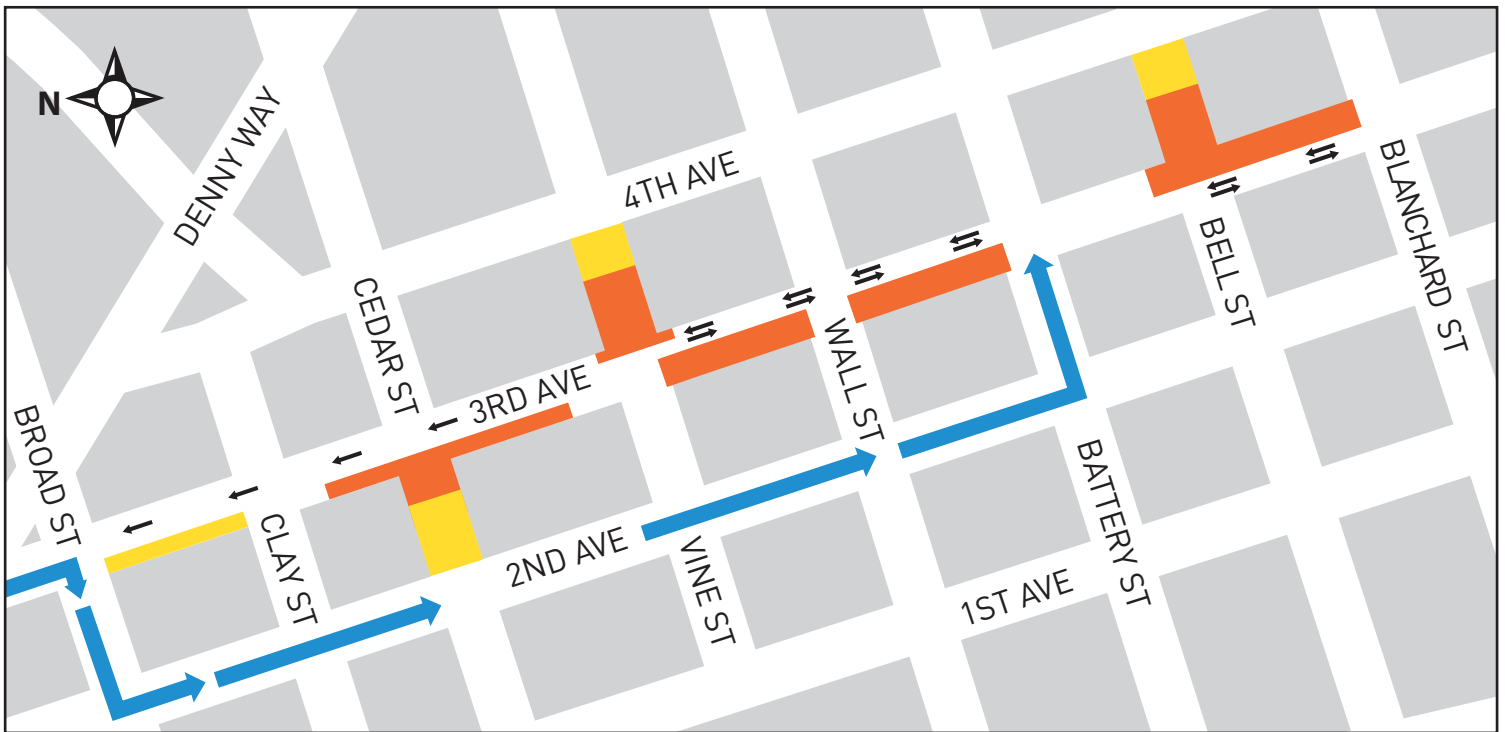 N
DENNY WAY
4TH AVE
CEDAR ST
3RD AVE
BROAD ST
CLAY ST
2ND AVE
VINE ST
WALL ST
1ST AVE
BATTERY ST
BELL ST
BLANCHARD ST